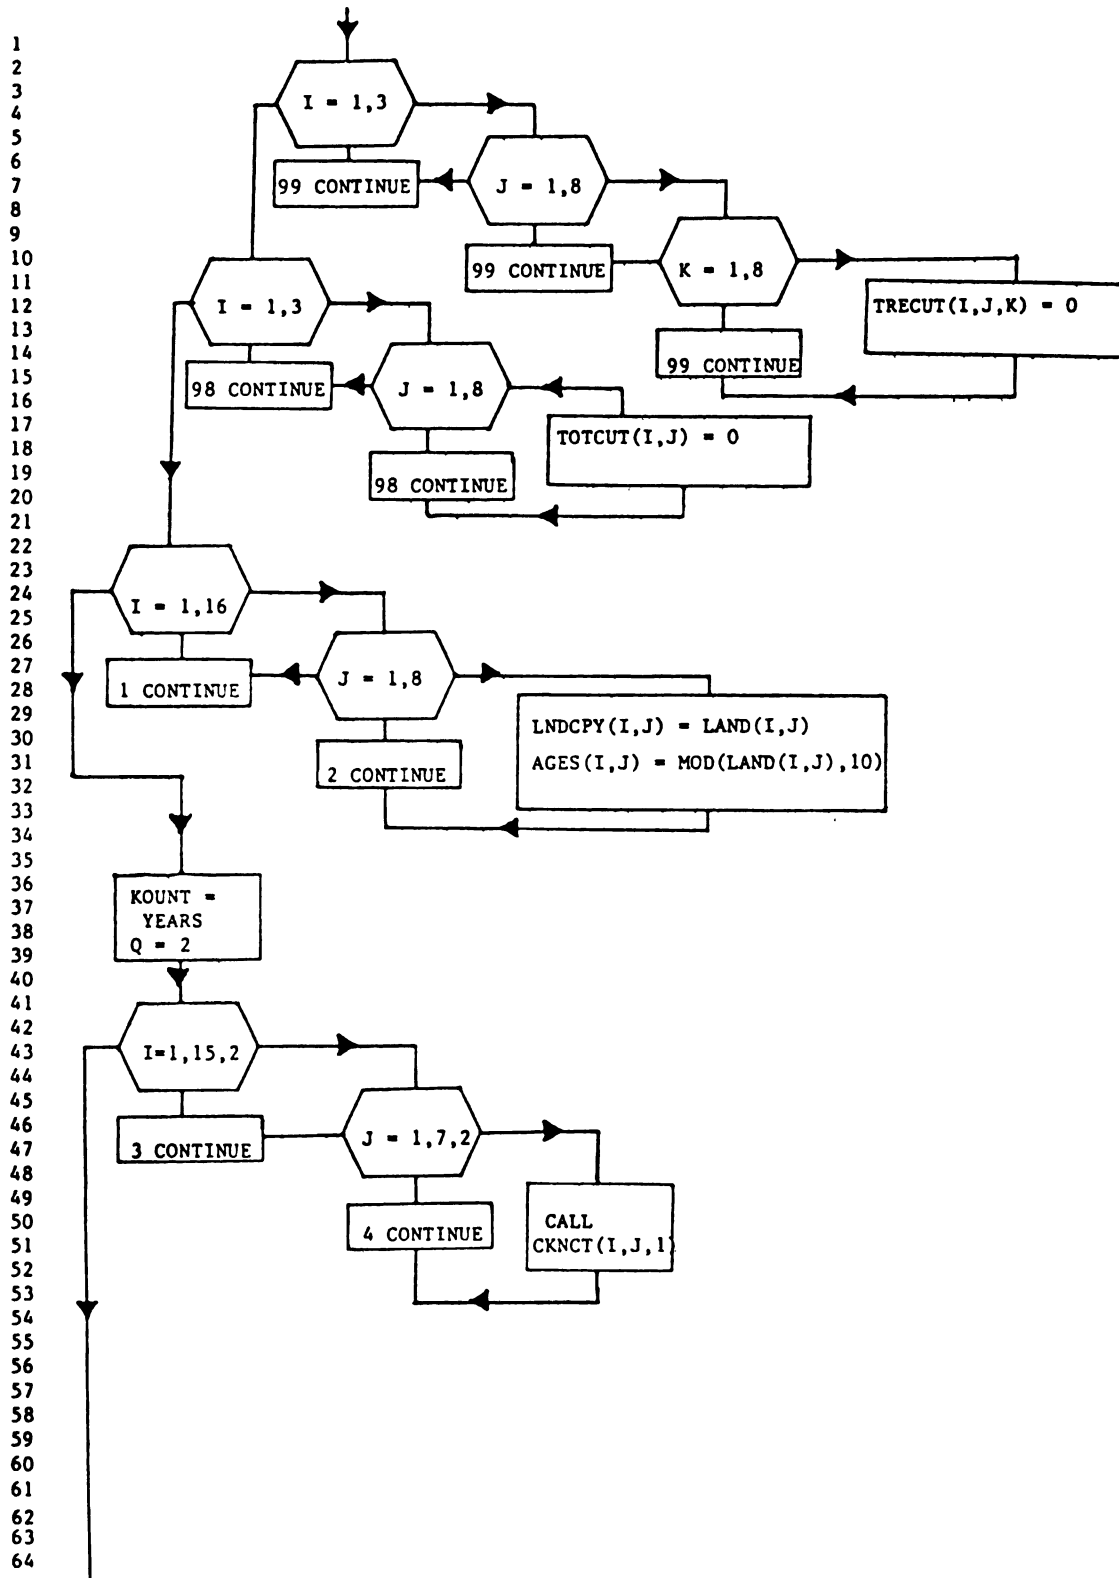 1
2
3
4
5
6
7
8
9
10
11
12
13
14
15
16
17
18
19
20
21
22
23
24
25
26
27
28
29
30
31
32
33
34
35
36
37
38
39
40
41
42
43
44
45
46
47
48
49
50
51
52
53
54
55
56
57
58
59
60
61
62
63
64
I = 1,3
99 CONTINUE
J = 1,8
99 CONTINUE
K = 1,8
TRECUT(I,J,K) = 0
99 CONTINUE
I = 1,3
98 CONTINUE
J = 1,8
TOTCUT(I,J) = 0
98 CONTINUE
I = 1,16
1 CONTINUE
J = 1,8
LNDCPY(I,J) = LAND(I,J)
AGES(I,J) = MOD(LAND(I,J),10)
2 CONTINUE
KOUNT =
YEARS
Q = 2
I=1,15,2
3 CONTINUE
J = 1,7,2
4 CONTINUE
CALL
CKNCT(I,J,1)